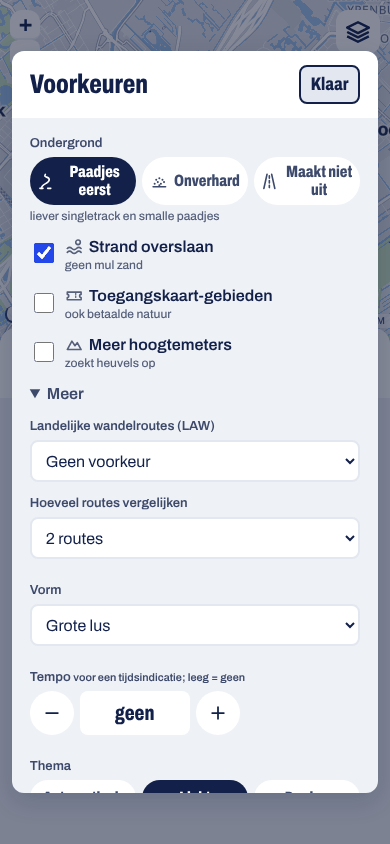 +
Voorkeuren
Klaar
Ondergrond
Paadjes eerst
Onverhard
Maakt niet uit
liever singletrack en smalle paadjes
Strand overslaan
geen mul zand
Toegangskaart-gebieden
ook betaalde natuur
Meer hoogtemeters
zoekt heuvels op
▼ Meer
Landelijke wandelroutes (LAW)
Geen voorkeur
Hoeveel routes vergelijken
2 routes
Vorm
Grote lus
Tempo voor een tijdsindicatie; leeg = geen
− geen +
Thema